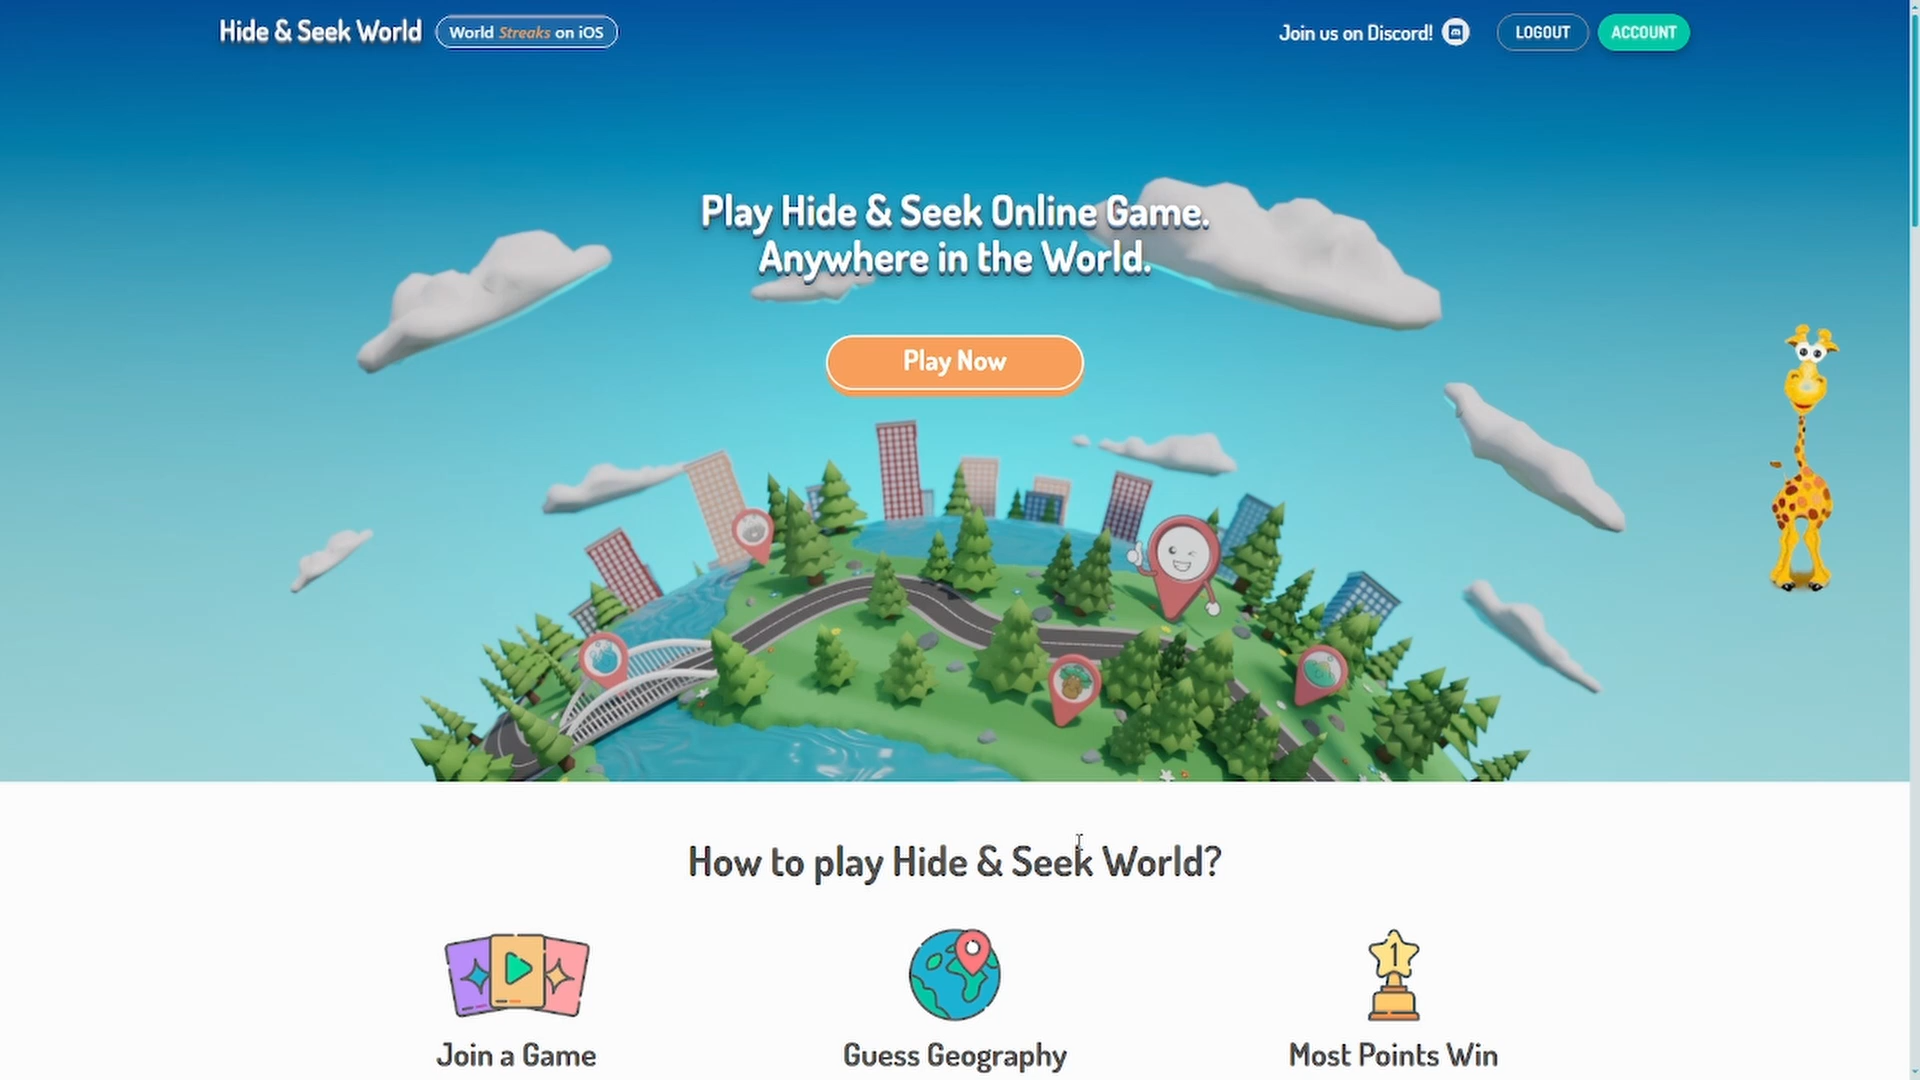 Hide & Seek World
World Streaks on iOS
Join us on Discord!
LOGOUT
ACCOUNT
Play Hide & Seek Online Game.
Anywhere in the World.
Play Now
How to play Hide & Seek World?
1
Join a Game
Guess Geography
Most Points Win